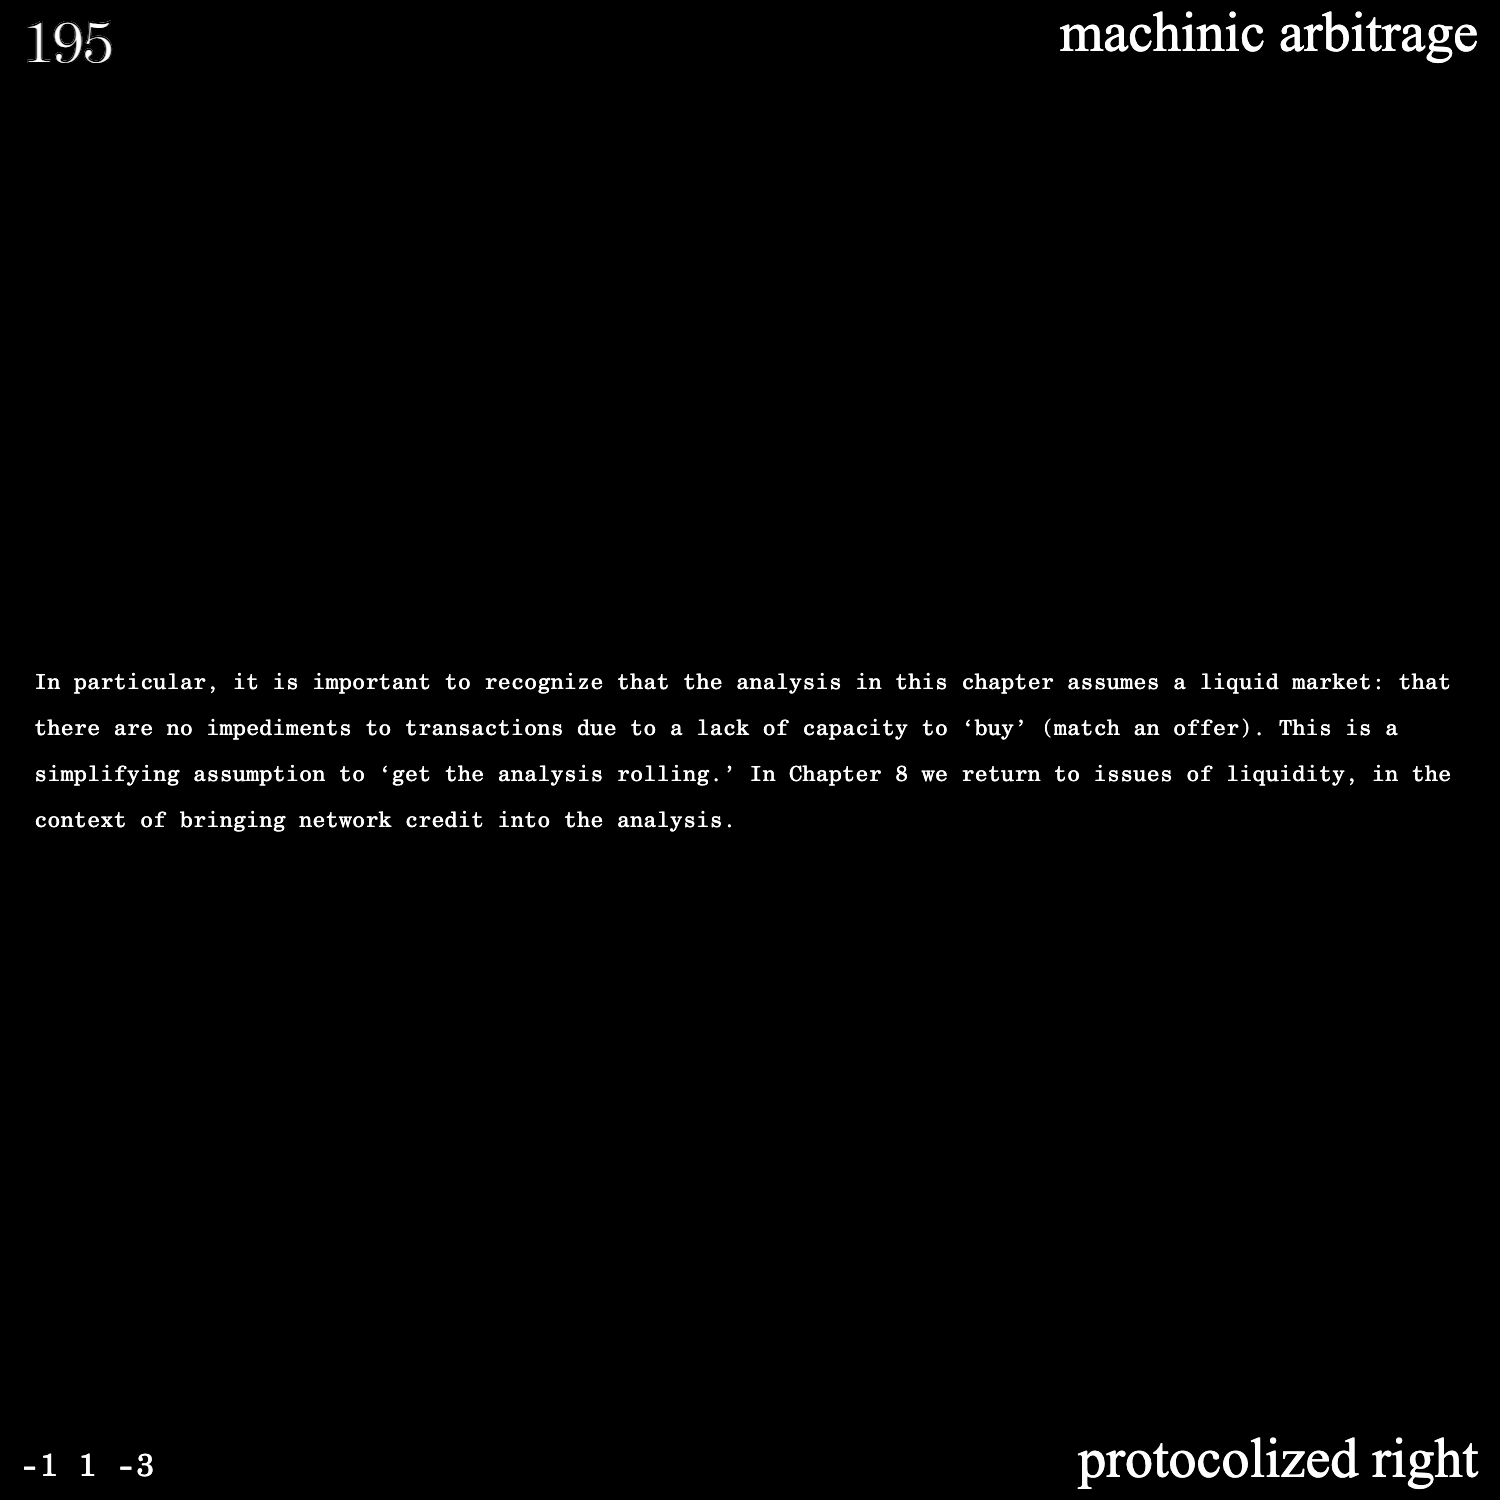 195
machinic arbitrage
In particular, it is important to recognize that the analysis in this chapter assumes a liquid market: that
there are no impediments to transactions due to a lack of capacity to ‘buy’ (match an offer). This is a
simplifying assumption to ‘get the analysis rolling.’ In Chapter 8 we return to issues of liquidity, in the
context of bringing network credit into the analysis.
-1 1 -3
protocolized right